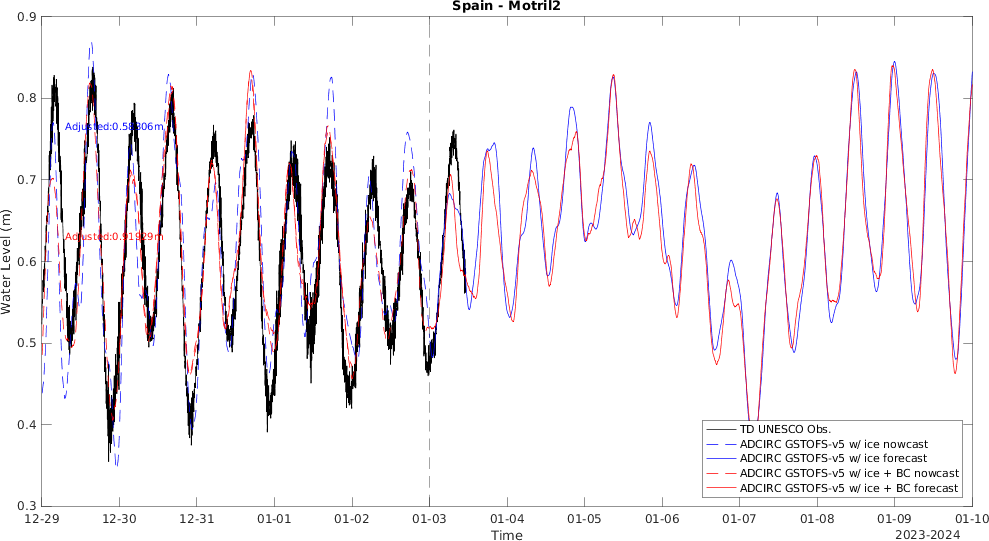 Spain - Motril2
0.9
0.8
0.7
0.6
0.5
0.4
0.3
Water Level (m)
Adjusted:0.58306m
Adjusted:0.91929m
TD UNESCO Obs.
ADCIRC GSTOFS-v5 w/ ice nowcast
ADCIRC GSTOFS-v5 w/ ice forecast
ADCIRC GSTOFS-v5 w/ ice + BC nowcast
ADCIRC GSTOFS-v5 w/ ice + BC forecast
12-29 12-30 12-31 01-01 01-02 01-03 01-04 01-05 01-06 01-07 01-08 01-09 01-10
Time
2023-2024